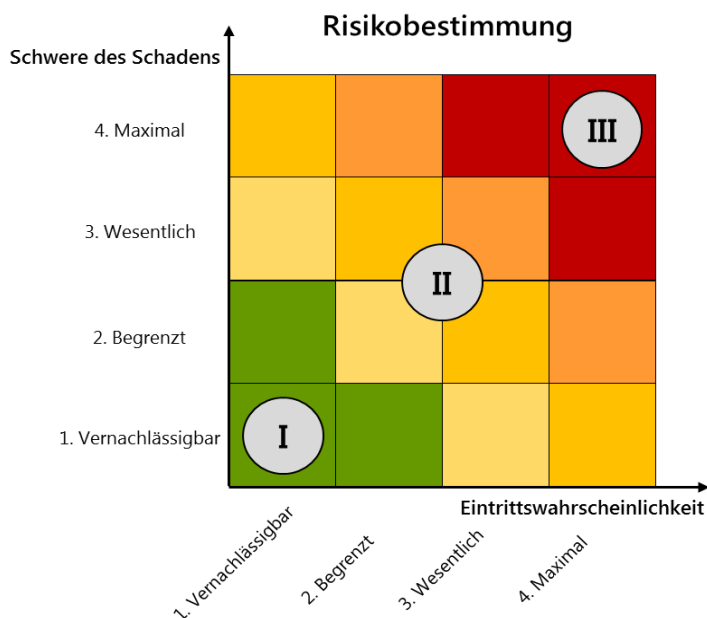 Risikobestimmung
Schwere des Schadens
4. Maximal
III
3. Wesentlich
II
2. Begrenzt
1. Vernachlässigbar
I
Eintrittswahrscheinlichkeit
1. Vernachlässigbar
2. Begrenzt
3. Wesentlich
4. Maximal